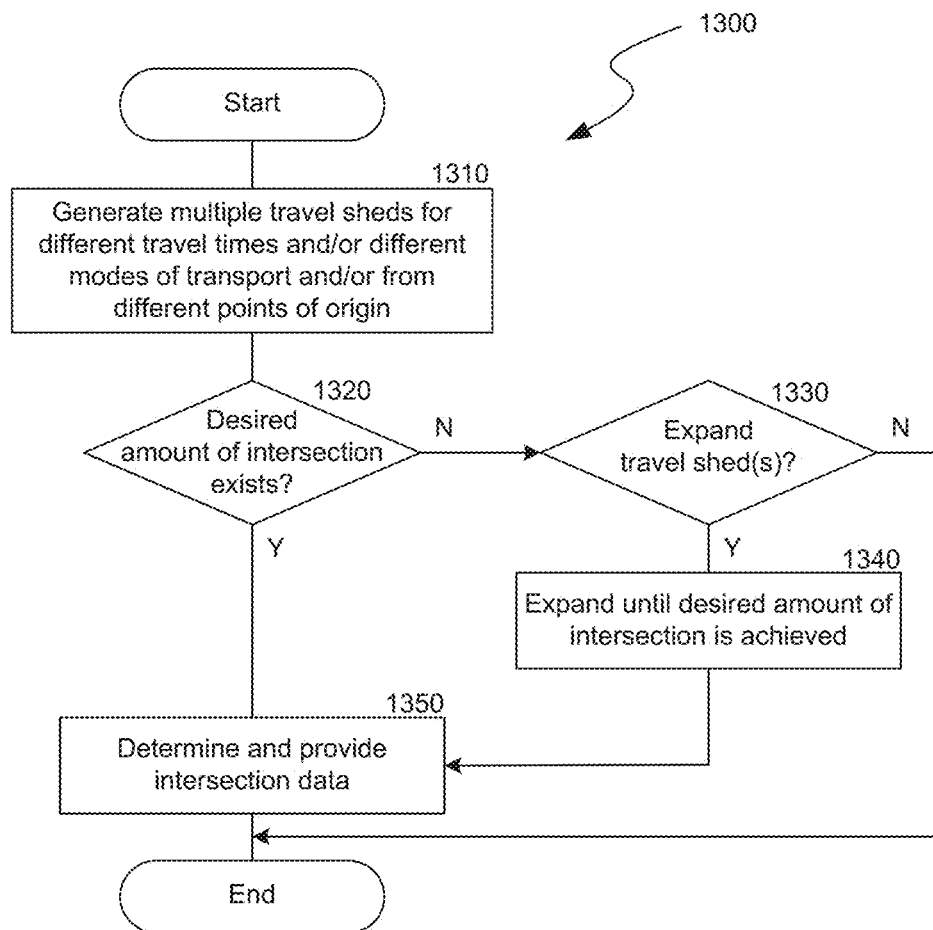 1300
Start
1310
Generate multiple travel sheds for
different travel times and/or different
modes of transport and/or from
different points of origin
1320
Desired
amount of intersection
exists?
N
1330
Expand
travel shed(s)?
N
Y
Y
1340
Expand until desired amount of
intersection is achieved
1350
Determine and provide
intersection data
End